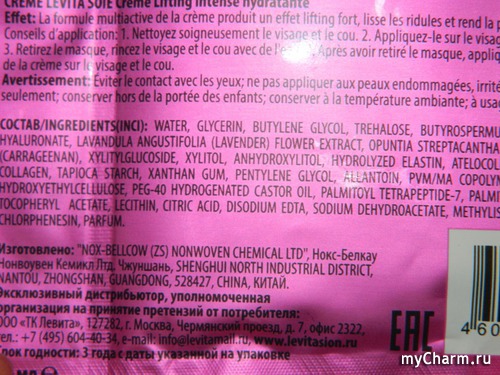 CRÈME LEVITA SOIE Crème Lifting intense hydratante
Effet: La formule multiactive de la crème produit un effet lifting fort, lisse les ridules et rend la p
Conseils d'application: 1. Nettoyez soigneusement le visage et le cou. 2. Appliquez-le sur le visag
3. Retirez le masque, rincez le visage et le cou avec de l'eau. Après avoir retiré le masque, appliqu
de la crème sur le visage et le cou.
Avertissement: Éviter le contact avec les yeux; ne pas appliquer aux peaux endommagées, irrité
seulement; conserver hors de la portée des enfants; conserver à la température ambiante; à usa
СОСТАВ/INGREDIENTS(INCI): WATER, GLYCERIN, BUTYLENE GLYCOL, TREHALOSE, BUTYROSPERMU
HYALURONATE, LAVANDULA ANGUSTIFOLIA (LAVENDER) FLOWER EXTRACT, OPUNTIA STREPTACANTHA
(CARRAGEENAN), XYLITYLGLUCOSIDE, XYLITOL, ANHYDROXYLITOL, HYDROLYZED ELASTIN, ATELOCOL
COLLAGEN, TAPIOCA STARCH, XANTHAN GUM, PENTYLENE GLYCOL, ALLANTOIN, PVM/MA COPOLYM
HYDROXYETHYLCELLULOSE, PEG-40 HYDROGENATED CASTOR OIL, PALMITOYL TETRAPEPTIDE-7, PALMIT
TOCOPHERYL ACETATE, LECITHIN, CITRIC ACID, DISODIUM EDTA, SODIUM DEHYDROACETATE, METHYLIS
CHLORPHENESIN, PARFUM.
Изготовлено: "NOX-BELLCOW (ZS) NONWOVEN CHEMICAL LTD", Нокс-Белкау
Нонвоувен Кемикл Лтд. Чжуншань, SHENGHUI NORTH INDUSTRIAL DISTRICT,
NANTOU, ZHONGSHAN, GUANGDONG, 528427, CHINA, КИТАЙ.
Эксклюзивный дистрибьютор, уполномоченная
организация на принятие претензий от потребителя:
ООО «ТК Левита», 127282, г. Москва, Чермянский проезд, д. 7, офис 2322,
тел.: +7 (495) 604-40-34, e-mail info@levitamail.ru www.levitasion.ru
Срок годности: 3 года с даты указанной на упаковке
мл
EAC
460
myCharm.ru